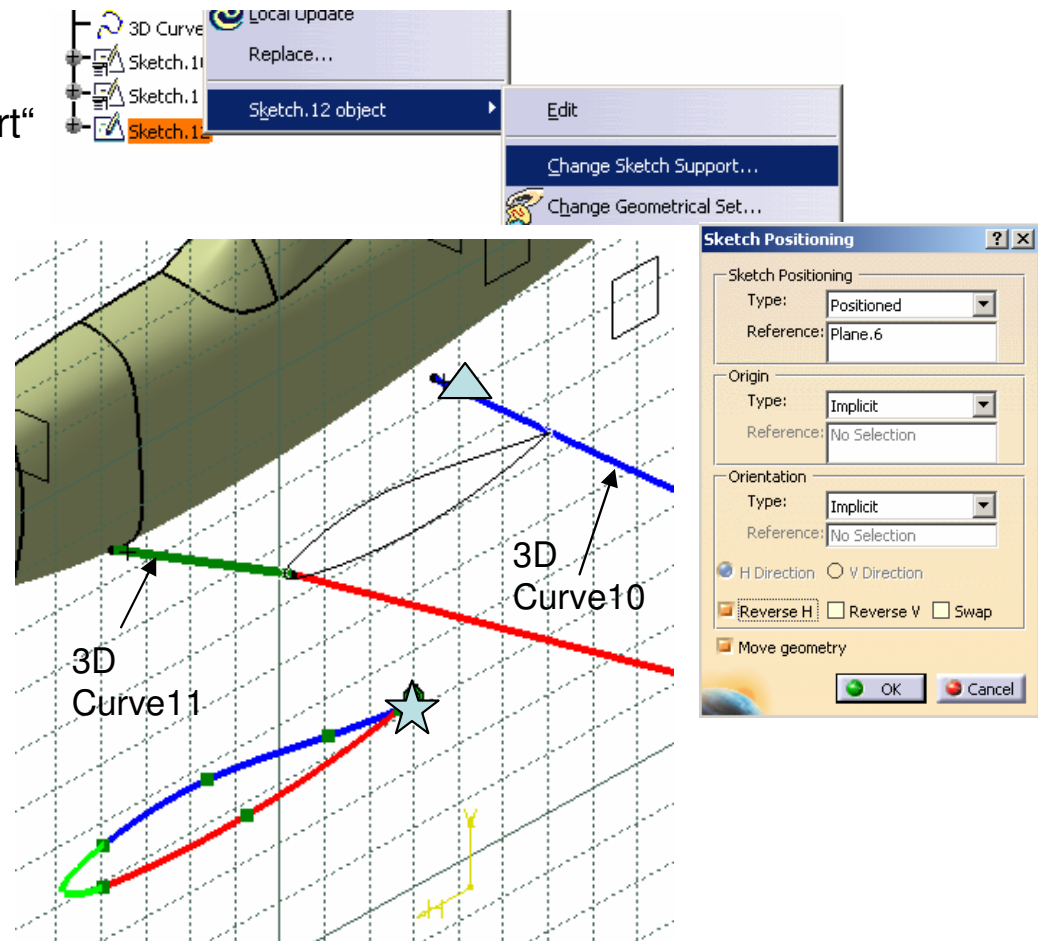 3D Curve
Local Update
Sketch.1
Replace...
Sketch.1
Sketch.12 object
Edit
rt“
Sketch.12
Change Sketch Support...
Change Geometrical Set...
Sketch Positioning
Sketch Positioning
Type: Positioned
Reference: Plane.6
Origin
Type: Implicit
Reference: No Selection
Orientation
Type: Implicit
Reference: No Selection
H Direction V Direction
Reverse H Reverse V Swap
Move geometry
OK Cancel
3D
Curve10
3D
Curve11
V
H